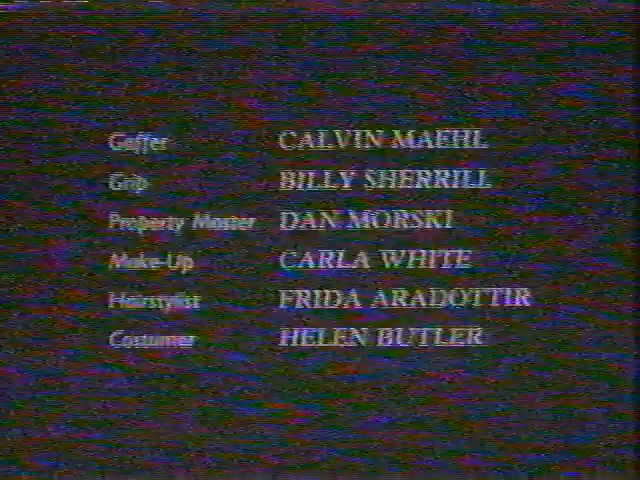 Gaffer CALVIN MAEHL
Grip BILLY SHERRILL
Property Master DAN MORSKI
Make-Up CARLA WHITE
Hairstylist FRIDA ARADOTTIR
Costumer HELEN BUTLER